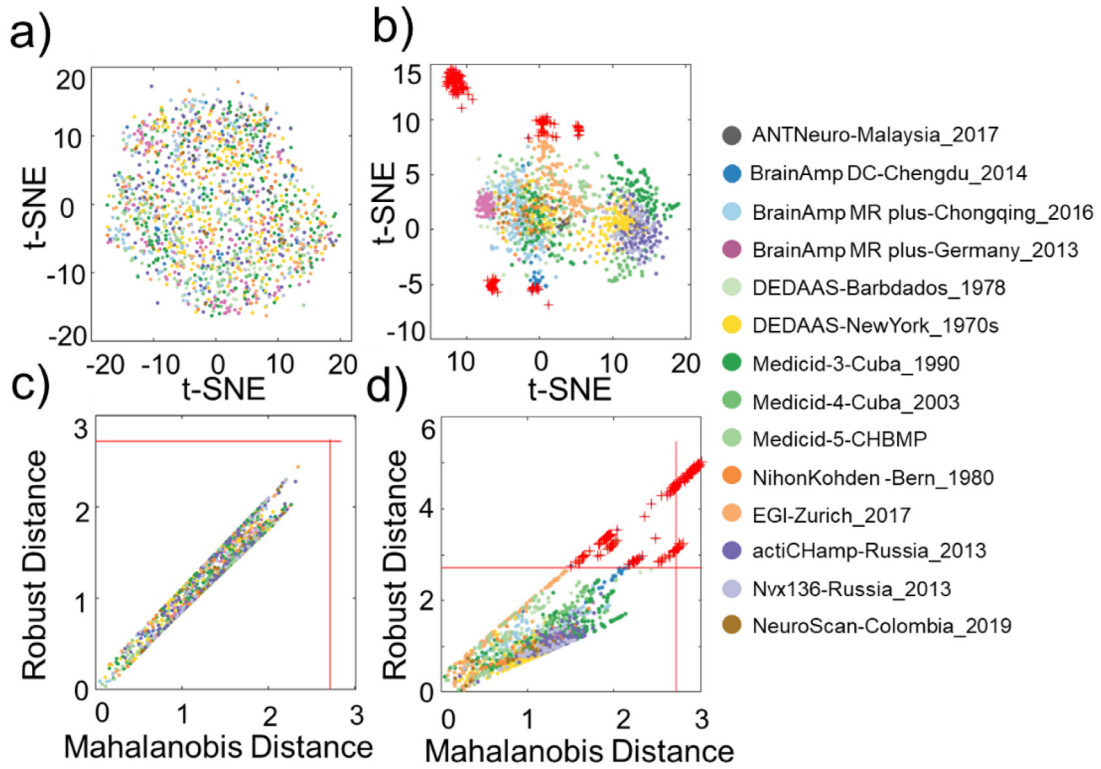 a)
t-SNE
20
10
0
-10
-20
-20
-10
0
10
20
t-SNE
b)
t-SNE
15
10
5
0
-5
-10
10
0
10
20
t-SNE
ANTNeuro-Malaysia_2017
BrainAmp DC-Chengdu_2014
BrainAmp MR plus-Chongqing_2016
BrainAmp MR plus-Germany_2013
DEDAAS-Barbdados_1978
DEDAAS-NewYork_1970s
Medicid-3-Cuba_1990
Medicid-4-Cuba_2003
Medicid-5-CHBMP
NihonKohden -Bern_1980
EGI-Zurich_2017
actiCHamp-Russia_2013
Nvx136-Russia_2013
NeuroScan-Colombia_2019
c)
Robust Distance
3
2
1
0
0
1
2
3
Mahalanobis Distance
d)
Robust Distance
6
4
2
0
0
1
2
3
Mahalanobis Distance